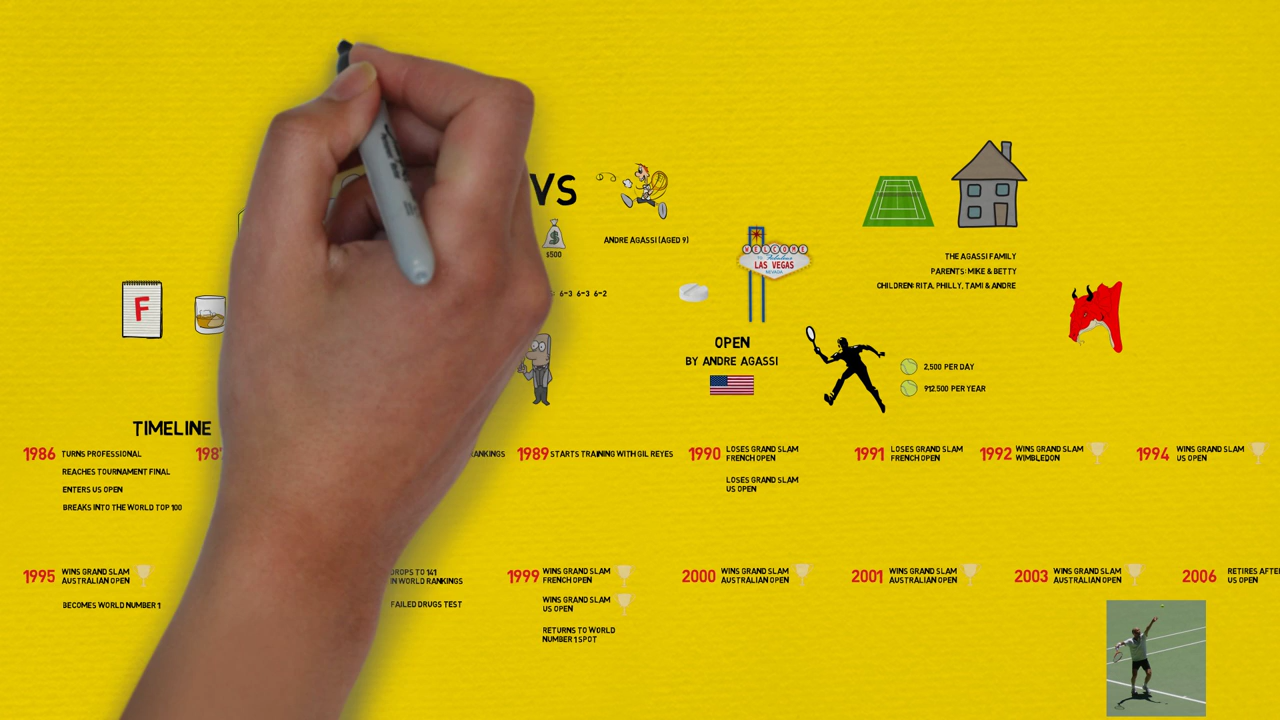 VS
$
$500
ANDRE AGASSI (AGED 9)
6-3 6-3 6-2
F
WELCOME
TO Fabulous
LAS VEGAS
NEVADA
THE AGASSI FAMILY
PARENTS: MIKE & BETTY
CHILDREN: RITA, PHILLY, TAMI & ANDRE
OPEN
BY ANDRE AGASSI
2,500 PER DAY
912,500 PER YEAR
TIMELINE
1986 TURNS PROFESSIONAL
REACHES TOURNAMENT FINAL
ENTERS US OPEN
BREAKS INTO THE WORLD TOP 100
198
RANKINGS
1989 STARTS TRAINING WITH GIL REYES
1990 LOSES GRAND SLAM
FRENCH OPEN
LOSES GRAND SLAM
US OPEN
1991 LOSES GRAND SLAM
FRENCH OPEN
1992 WINS GRAND SLAM
WIMBLEDON
1994 WINS GRAND SLAM
US OPEN
1995 WINS GRAND SLAM
AUSTRALIAN OPEN
BECOMES WORLD NUMBER 1
DROPS TO 141
IN WORLD RANKINGS
FAILED DRUGS TEST
1999 WINS GRAND SLAM
FRENCH OPEN
WINS GRAND SLAM
US OPEN
RETURNS TO WORLD
NUMBER 1 SPOT
2000 WINS GRAND SLAM
AUSTRALIAN OPEN
2001 WINS GRAND SLAM
AUSTRALIAN OPEN
2003 WINS GRAND SLAM
AUSTRALIAN OPEN
2006 RETIRES AFTER
US OPEN